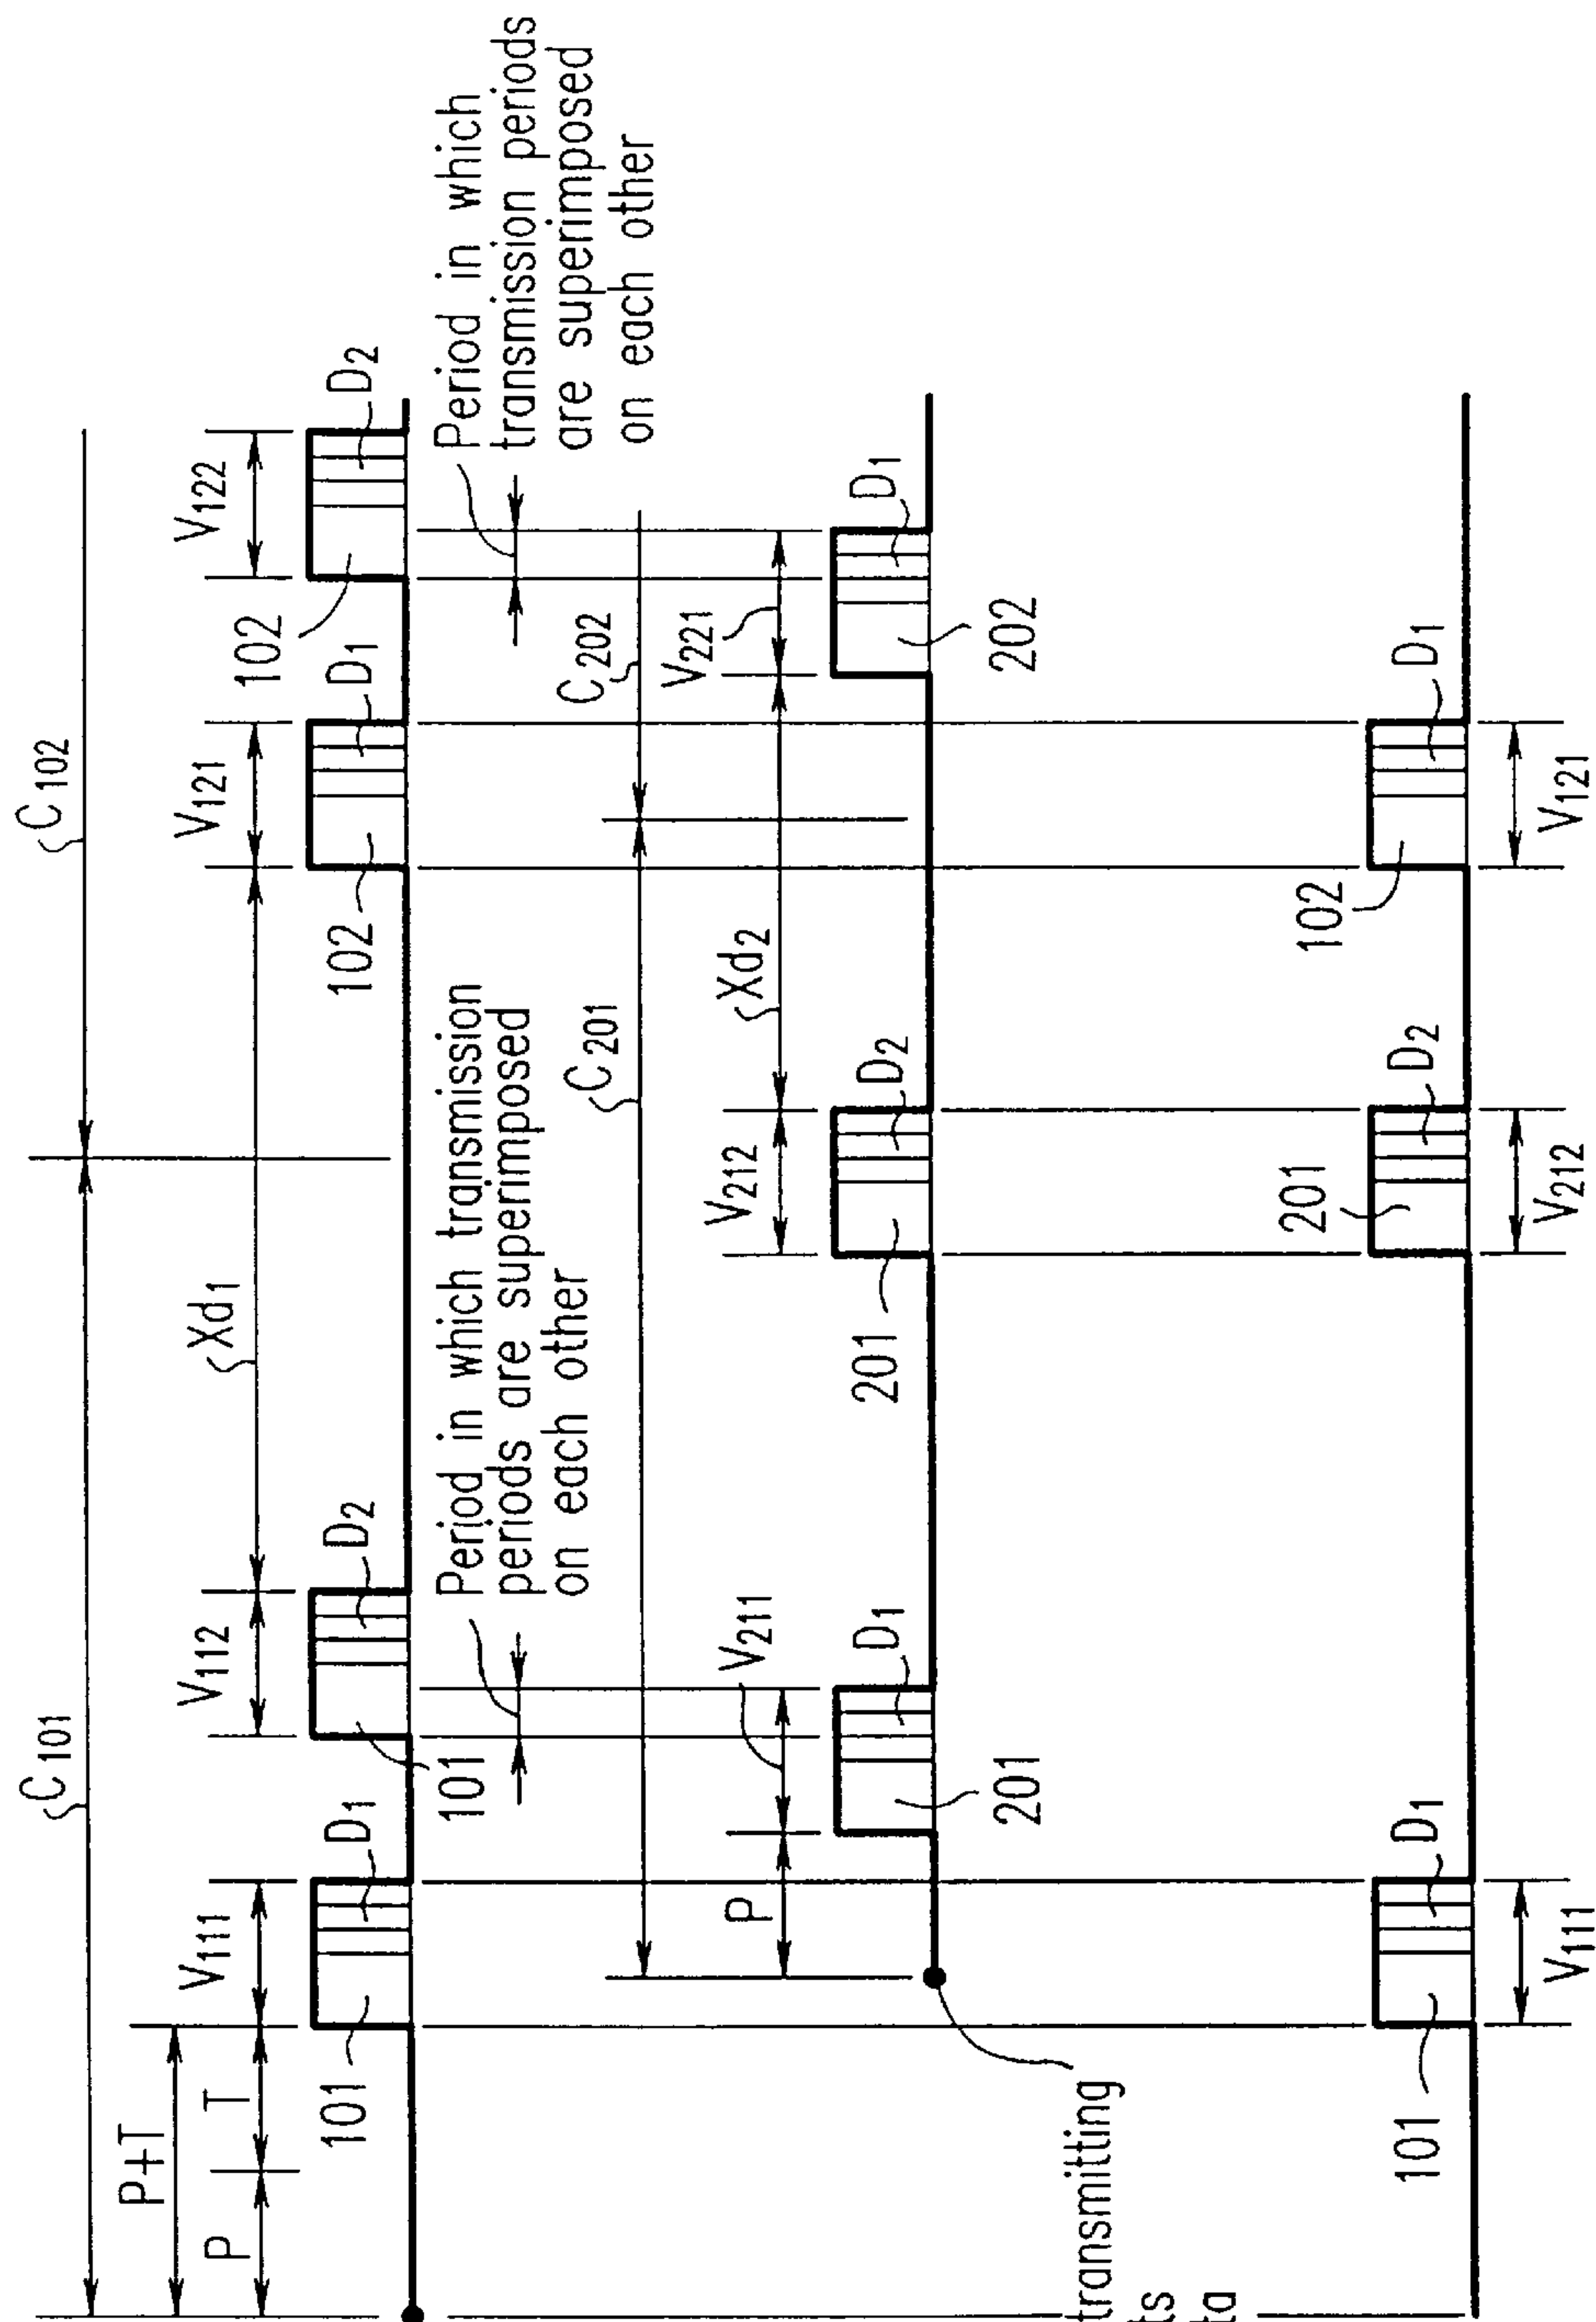 C101
C102
P+T
P
T
V111
V112
Xd1
V121
V122
101
D1
101
D2
102
D1
102
D2
Period in which transmission
periods are superimposed
on each other
Period in which
transmission periods
are superimposed
on each other
C201
C202
P
V211
V212
Xd2
V221
201
D1
201
D2
202
D1
transmitting
101
D1
201
D2
102
D1
V111
V212
V121